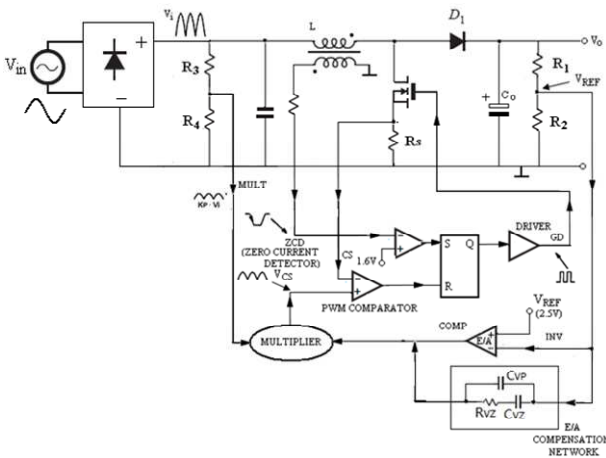 Vi
L
D1
Vo
Vin
+
−
R3
R4
R1
VREF
R2
+
Co
Rs
MULT
KP · Vi
ZCD
(ZERO CURRENT
DETECTOR)
CS
1.6V
−
+
S
Q
R
DRIVER
GD
VCS
−
+
PWM COMPARATOR
VREF
(2.5V)
COMP
E/A
+
−
INV
MULTIPLIER
CVP
RVZ
CVZ
E/A
COMPENSATION
NETWORK